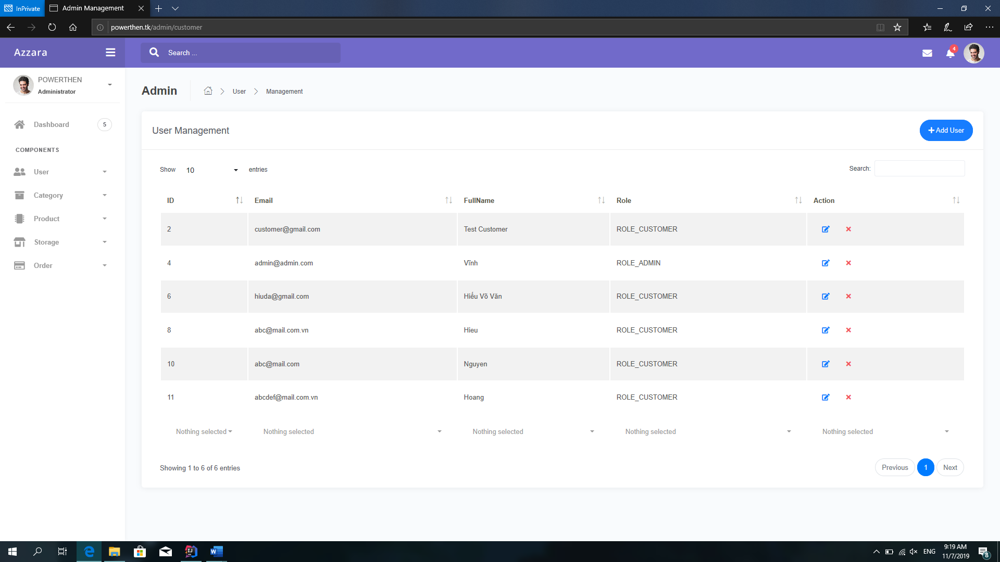 InPrivate
Admin Management
powerthen.tk/admin/customer
Azzara
Search ...
4
POWERTHEN
Administrator
Admin
User
Management
Dashboard
5
COMPONENTS
User
Category
Product
Storage
Order
User Management
Add User
Show 10 entries
Search:
ID Email FullName Role Action
2 customer@gmail.com Test Customer ROLE_CUSTOMER
4 admin@admin.com Vĩnh ROLE_ADMIN
6 hiuda@gmail.com Hiếu Võ Văn ROLE_CUSTOMER
8 abc@mail.com.vn Hieu ROLE_CUSTOMER
10 abc@mail.com Nguyen ROLE_CUSTOMER
11 abcdef@mail.com.vn Hoang ROLE_CUSTOMER
Nothing selected Nothing selected Nothing selected Nothing selected Nothing selected
Showing 1 to 6 of 6 entries
Previous 1 Next
ENG
9:19 AM
11/7/2019
8